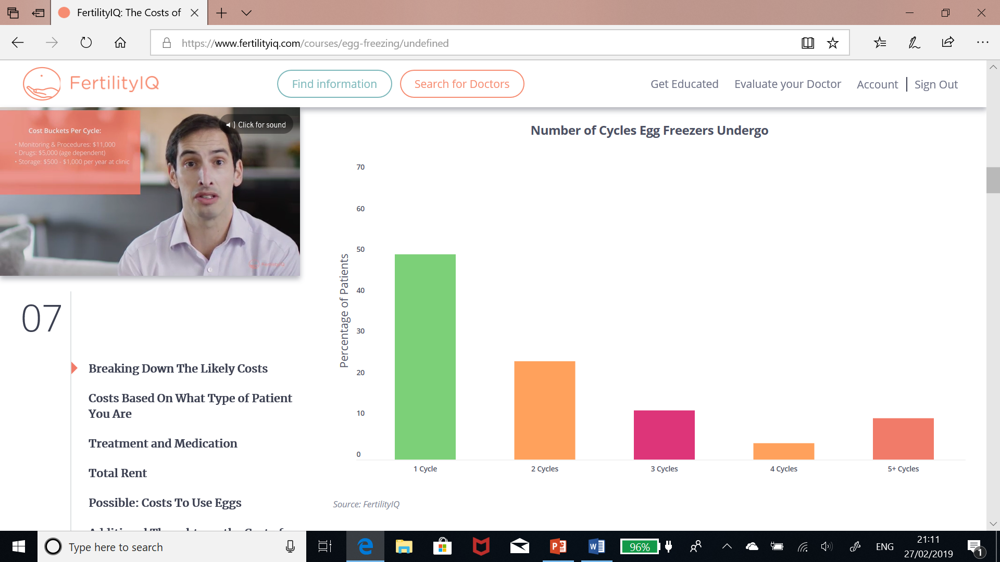 FertilityIQ: The Costs of
https://www.fertilityiq.com/courses/egg-freezing/undefined
FertilityIQ
Find information
Search for Doctors
Get Educated
Evaluate your Doctor
Account
Sign Out
Cost Buckets Per Cycle:
• Monitoring & Procedures: $11,000
• Drugs: $5,000 (age dependent)
• Storage: $500 - $1,000 per year at clinic
Click for sound
FertilityIQ
07
Breaking Down The Likely Costs
Costs Based On What Type of Patient
You Are
Treatment and Medication
Total Rent
Possible: Costs To Use Eggs
Number of Cycles Egg Freezers Undergo
Percentage of Patients
70
60
50
40
30
20
10
0
1 Cycle
2 Cycles
3 Cycles
4 Cycles
5+ Cycles
Source: FertilityIQ
Type here to search
96%
ENG
21:11
27/02/2019
1